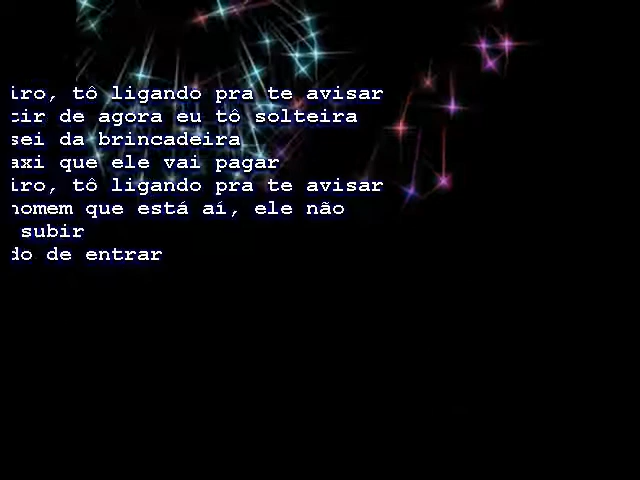 iro, tô ligando pra te avisar
cir de agora eu tô solteira
sei da brincadeira
axi que ele vai pagar
iro, tô ligando pra te avisar
homem que está aí, ele não
subir
do de entrar